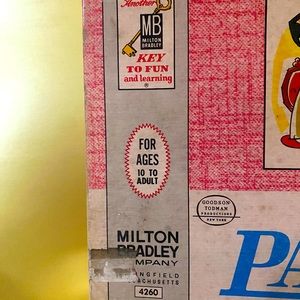 Another
MB
MILTON
BRADLEY
KEY
TO FUN
and learning
®
FOR
AGES
10 TO
ADULT
GOODSON
TODMAN
PRODUCTIONS
NEW YORK
PA
MILTON
BRADLEY
COMPANY
SPRINGFIELD
MASSACHUSETTS
4260